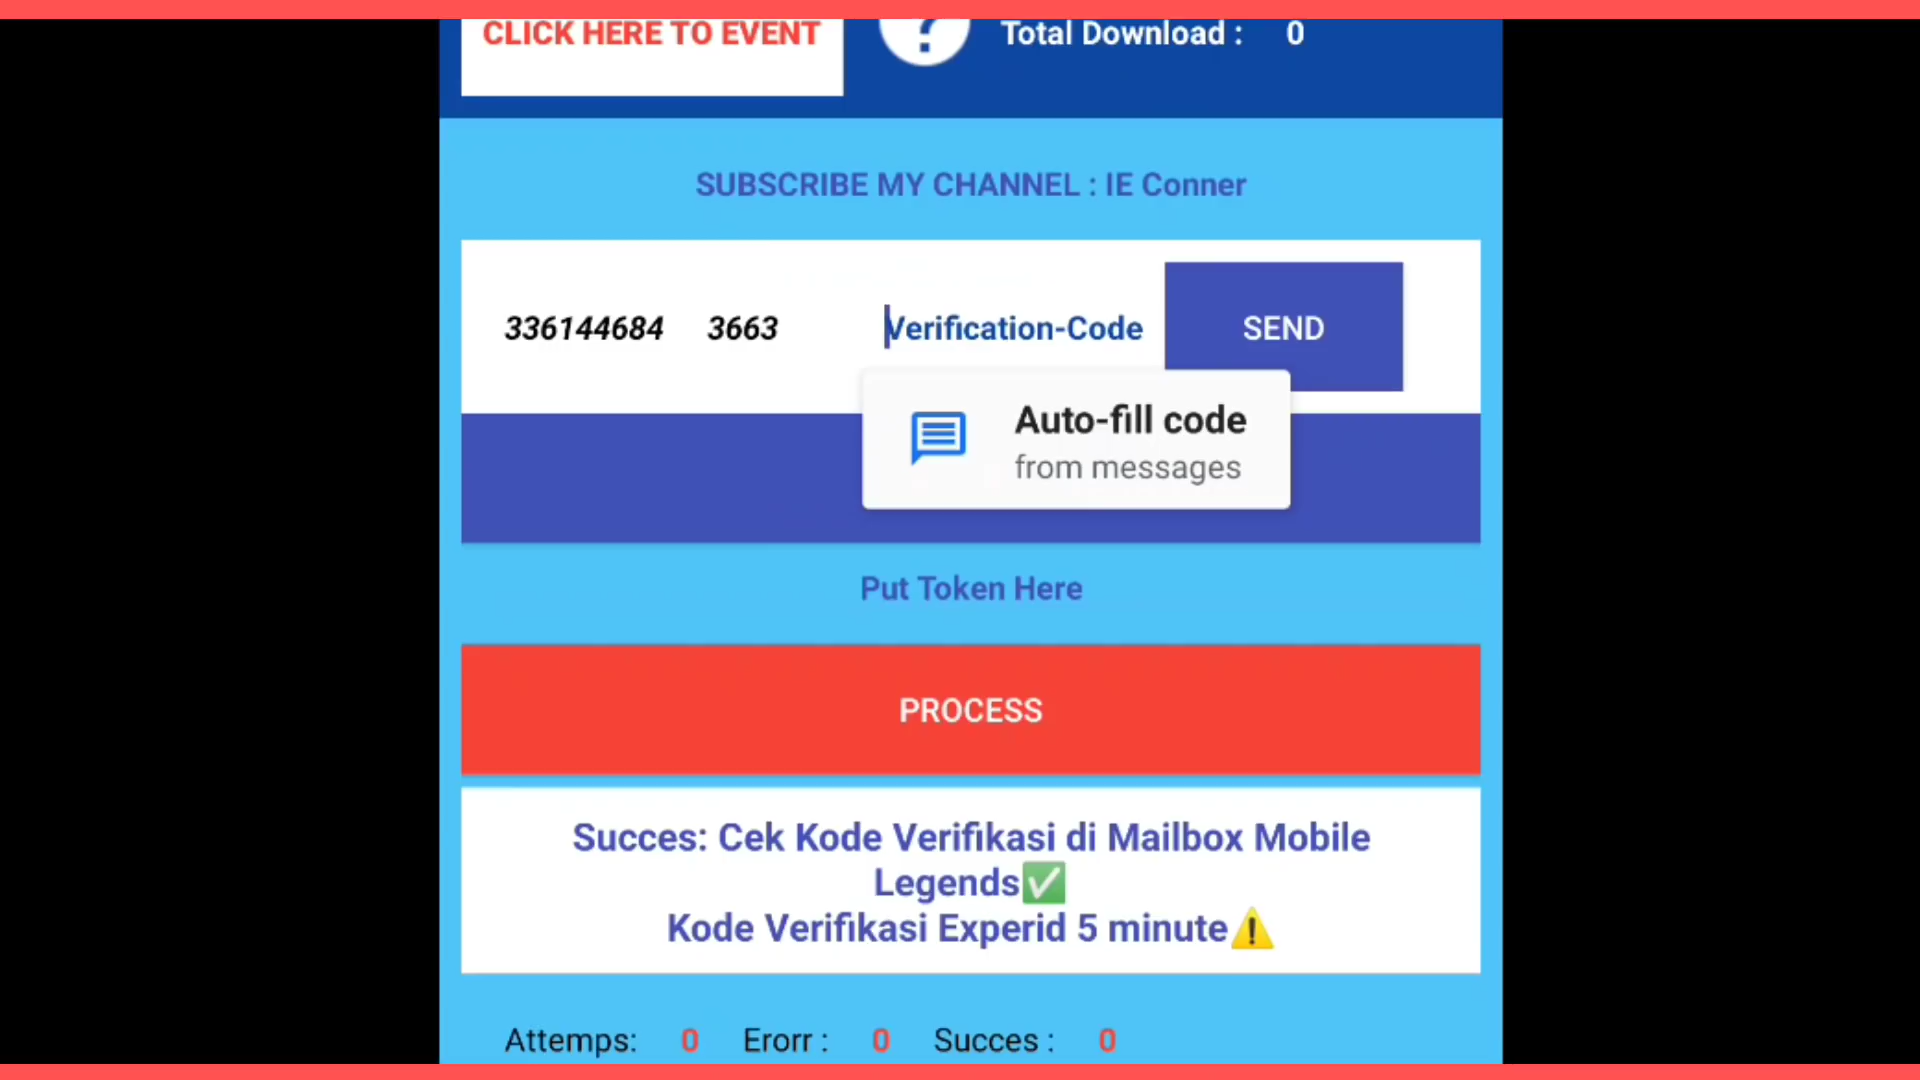 CLICK HERE TO EVENT
?
Total Download : 0
SUBSCRIBE MY CHANNEL : IE Conner
336144684 3663 Verification-Code SEND
Auto-fill code
from messages
Put Token Here
PROCESS
Succes: Cek Kode Verifikasi di Mailbox Mobile
Legends✅
Kode Verifikasi Experid 5 minute⚠️
Attemps: 0 Erorr : 0 Succes : 0